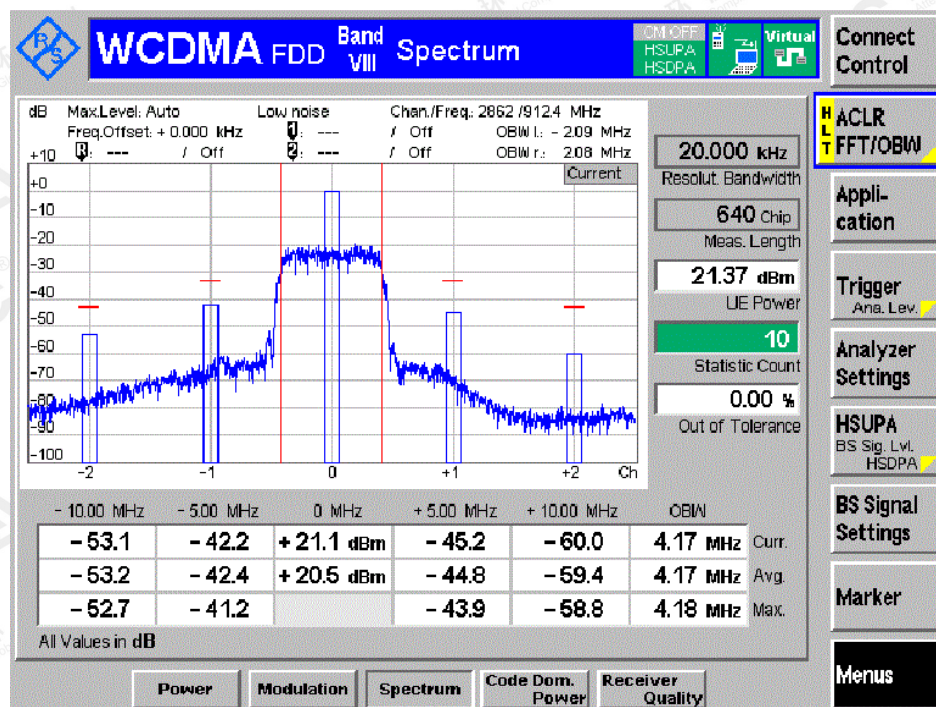 R&S
WCDMA FDD Band VIII Spectrum
CM OFF
HSUPA
HSDPA
Virtual
Connect Control
dB Max.Level: Auto Low noise Chan./Freq.: 2862 /912.4 MHz
Freq.Offset: + 0.000 kHz 1: --- / Off OBW l.: - 2.09 MHz
R: --- / Off 2: --- / Off OBW r.: 2.08 MHz
Current
+10
+0
-10
-20
-30
-40
-50
-60
-70
-80
-90
-100
-2 -1 0 +1 +2 Ch
20.000 kHz
Resolut. Bandwidth
640 Chip
Meas. Length
21.37 dBm
UE Power
10
Statistic Count
0.00 %
Out of Tolerance
HLT
ACLR
FFT/OBW
Appli-
cation
Trigger
Ana. Lev.
Analyzer
Settings
HSUPA
BS Sig. Lvl.
HSDPA
BS Signal
Settings
Marker
Menus
- 10.00 MHz - 5.00 MHz 0 MHz + 5.00 MHz + 10.00 MHz OBW
- 53.1 - 42.2 + 21.1 dBm - 45.2 - 60.0 4.17 MHz Curr.
- 53.2 - 42.4 + 20.5 dBm - 44.8 - 59.4 4.17 MHz Avg.
- 52.7 - 41.2 - 43.9 - 58.8 4.18 MHz Max.
All Values in dB
Power Modulation Spectrum Code Dom. Power Receiver Quality